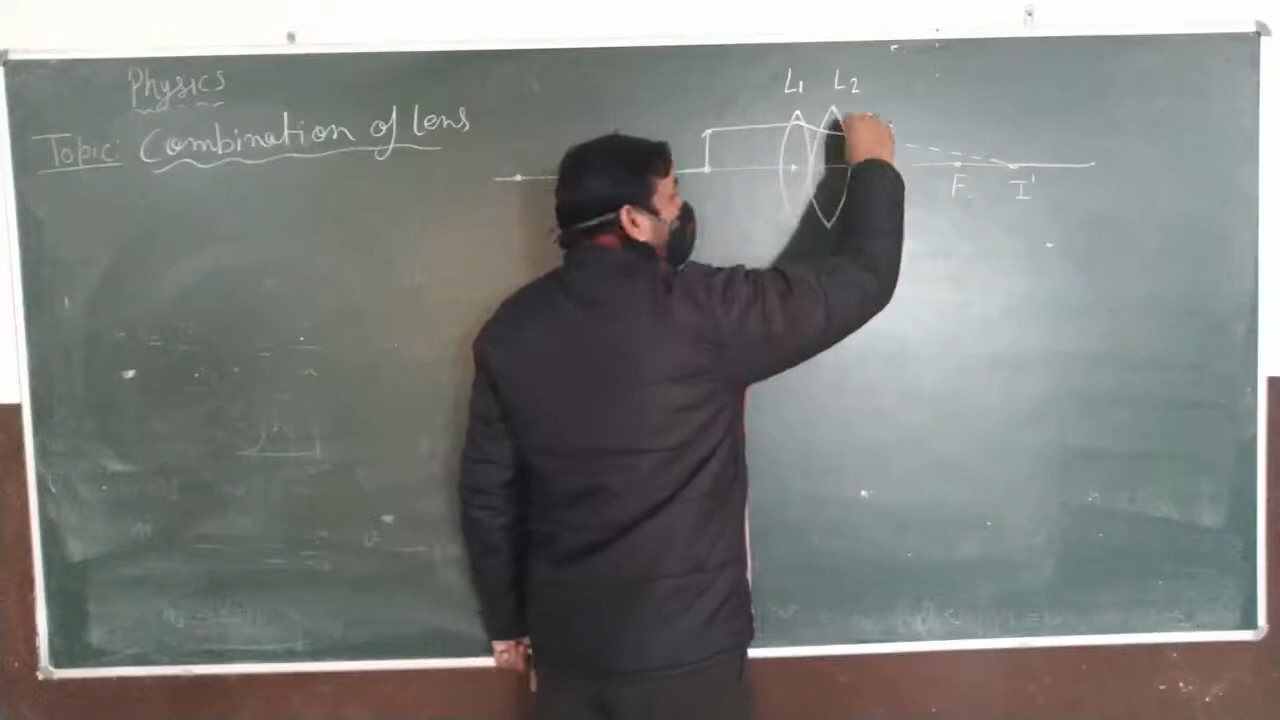 Physics
Topic: Combination of lens
L₁ L₂
F I'